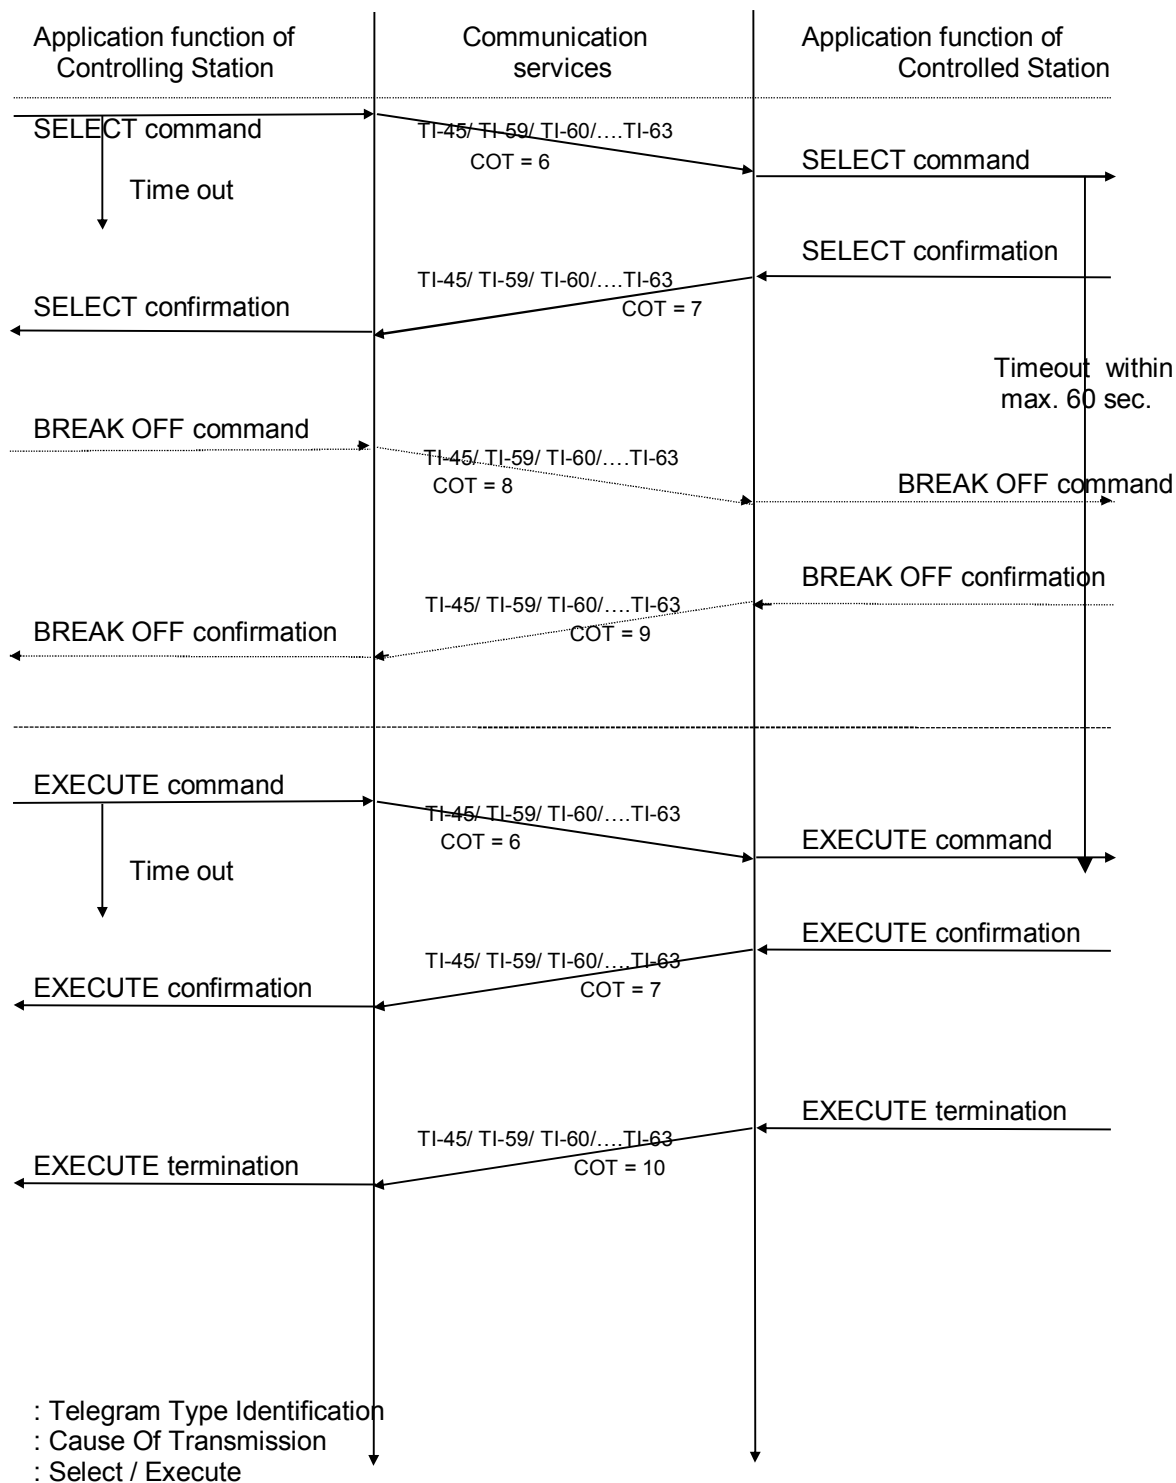 Application function of
Controlling Station
Communication
services
Application function of
Controlled Station
SELECT command
TI-45/ TI-59/ TI-60/....TI-63
COT = 6
SELECT command
Time out
SELECT confirmation
TI-45/ TI-59/ TI-60/....TI-63
COT = 7
SELECT confirmation
Timeout within
max. 60 sec.
BREAK OFF command
TI-45/ TI-59/ TI-60/....TI-63
COT = 8
BREAK OFF command
BREAK OFF confirmation
TI-45/ TI-59/ TI-60/....TI-63
COT = 9
BREAK OFF confirmation
EXECUTE command
TI-45/ TI-59/ TI-60/....TI-63
COT = 6
EXECUTE command
Time out
EXECUTE confirmation
TI-45/ TI-59/ TI-60/....TI-63
COT = 7
EXECUTE confirmation
EXECUTE termination
TI-45/ TI-59/ TI-60/....TI-63
COT = 10
EXECUTE termination
: Telegram Type Identification
: Cause Of Transmission
: Select / Execute